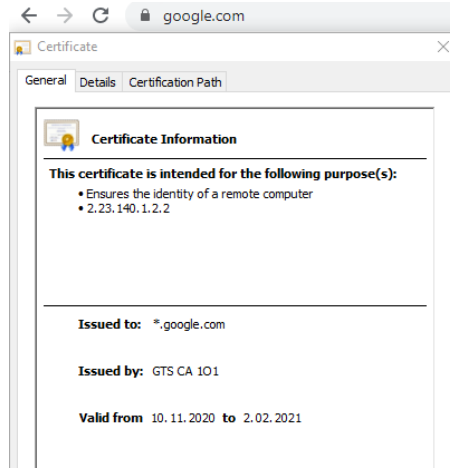 google.com
Certificate
General Details Certification Path
Certificate Information
This certificate is intended for the following purpose(s):
• Ensures the identity of a remote computer
• 2.23.140.1.2.2
Issued to: *.google.com
Issued by: GTS CA 1O1
Valid from 10.11.2020 to 2.02.2021